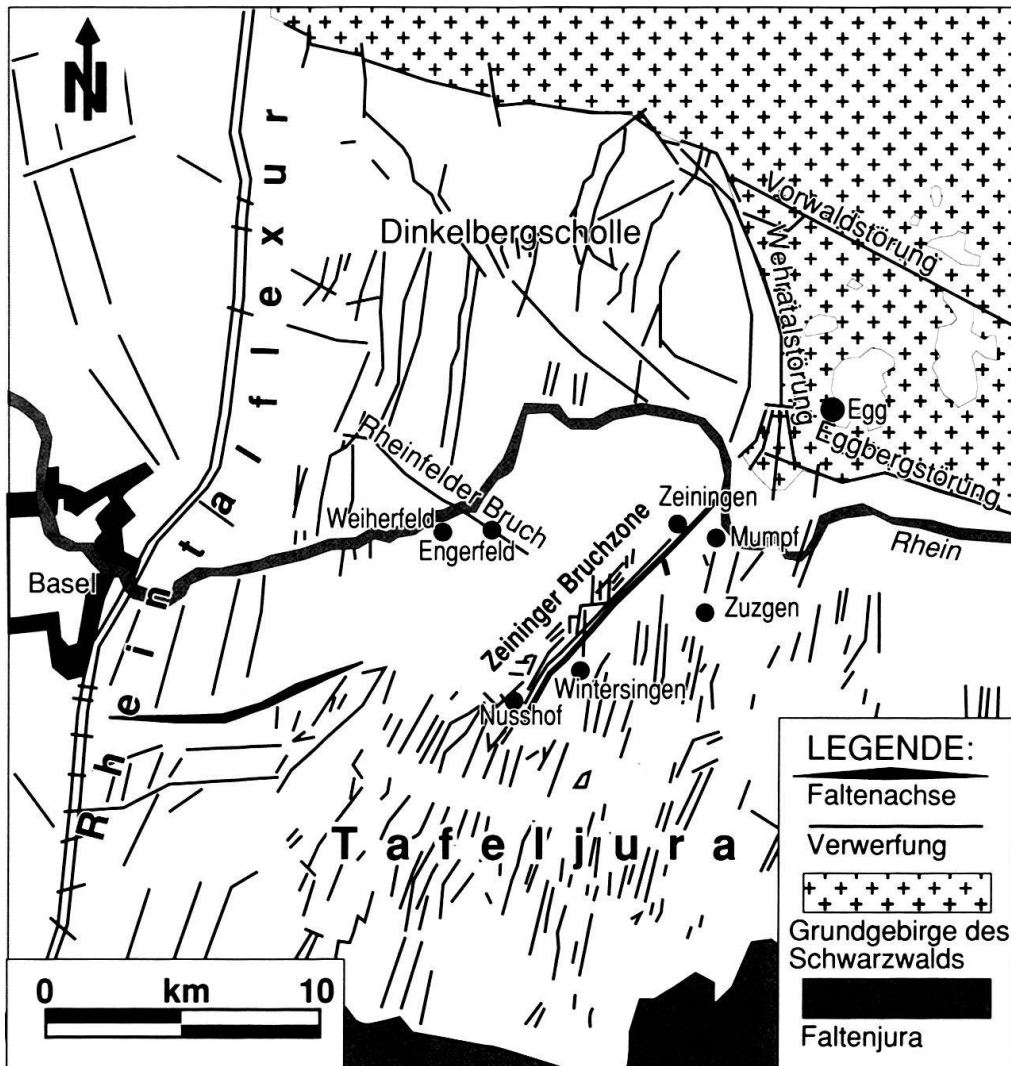 N
Rheintalflexur
Dinkelbergscholle
Vorwaldstörung
Wehratalstörung
Egg
Eggbergstörung
Rheinfelder Bruch
Weiherfeld
Engerfeld
Zeiningen
Mumpf
Rhein
Basel
Zeininger Bruchzone
Zuzgen
Wintersingen
Nusshof
Tafeljura
LEGENDE:
Faltenachse
Verwerfung
Grundgebirge des
Schwarzwalds
Faltenjura
0 km 10